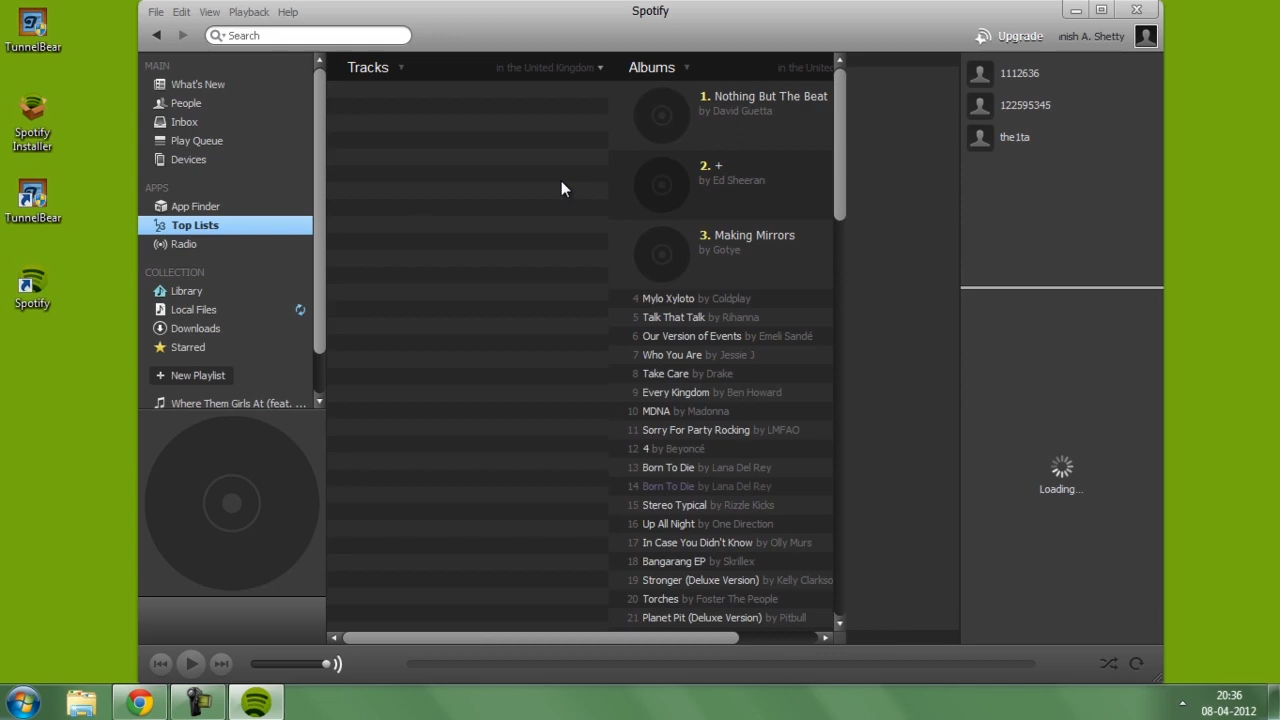 TunnelBear
Spotify
Installer
TunnelBear
Spotify
File Edit View Playback Help
Spotify
Search
Upgrade
nish A. Shetty
MAIN
What's New
People
Inbox
Play Queue
Devices
APPS
App Finder
Top Lists
Radio
COLLECTION
Library
Local Files
Downloads
Starred
New Playlist
Where Them Girls At (feat. ...
Tracks in the United Kingdom
Albums in the United
1. Nothing But The Beat
by David Guetta
2. +
by Ed Sheeran
3. Making Mirrors
by Gotye
4 Mylo Xyloto by Coldplay
5 Talk That Talk by Rihanna
6 Our Version of Events by Emeli Sandé
7 Who You Are by Jessie J
8 Take Care by Drake
9 Every Kingdom by Ben Howard
10 MDNA by Madonna
11 Sorry For Party Rocking by LMFAO
12 4 by Beyoncé
13 Born To Die by Lana Del Rey
14 Born To Die by Lana Del Rey
15 Stereo Typical by Rizzle Kicks
16 Up All Night by One Direction
17 In Case You Didn't Know by Olly Murs
18 Bangarang EP by Skrillex
19 Stronger (Deluxe Version) by Kelly Clarkso
20 Torches by Foster The People
21 Planet Pit (Deluxe Version) by Pitbull
1112636
122595345
the1ta
Loading...
20:36
08-04-2012